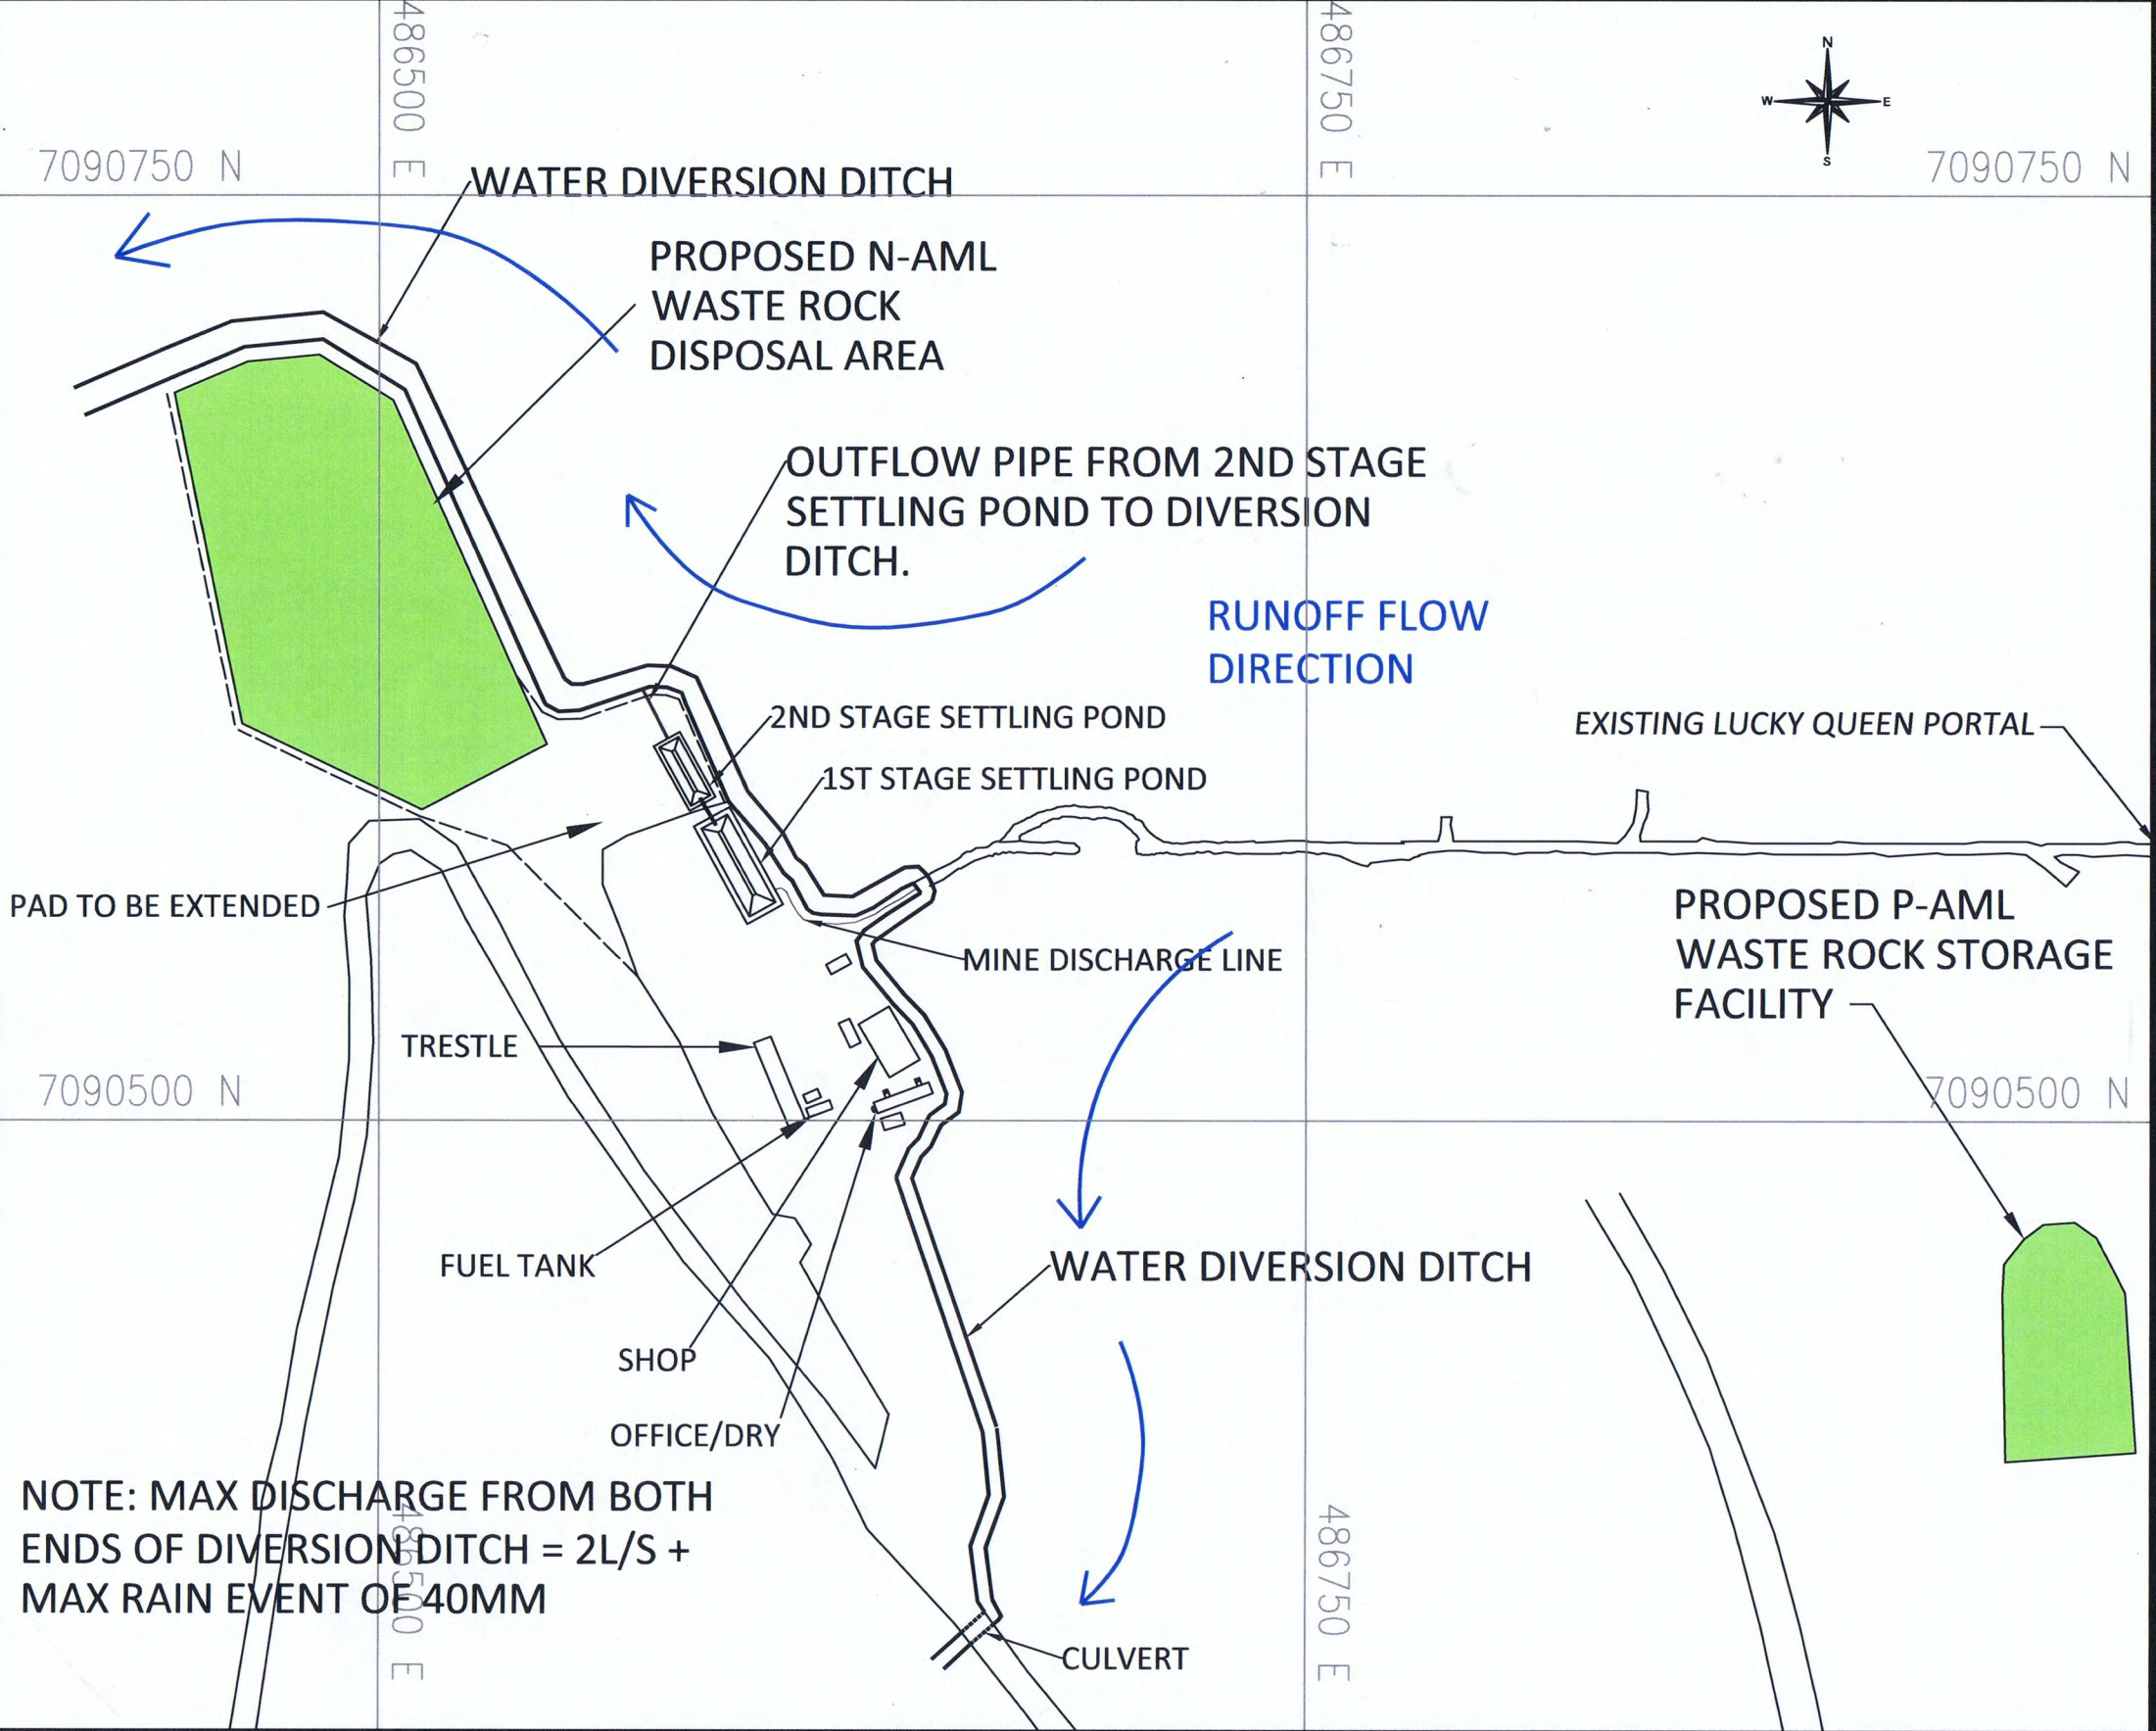 486500 E
486750 E
N
W
E
S
7090750 N
7090750 N
WATER DIVERSION DITCH
PROPOSED N-AML
WASTE ROCK
DISPOSAL AREA
OUTFLOW PIPE FROM 2ND STAGE
SETTLING POND TO DIVERSION
DITCH.
RUNOFF FLOW
DIRECTION
2ND STAGE SETTLING POND
EXISTING LUCKY QUEEN PORTAL
1ST STAGE SETTLING POND
PAD TO BE EXTENDED
PROPOSED P-AML
WASTE ROCK STORAGE
FACILITY
MINE DISCHARGE LINE
TRESTLE
7090500 N
7090500 N
FUEL TANK
WATER DIVERSION DITCH
SHOP
OFFICE/DRY
NOTE: MAX DISCHARGE FROM BOTH
ENDS OF DIVERSION DITCH = 2L/S +
MAX RAIN EVENT OF 40MM
486500 E
486750 E
CULVERT